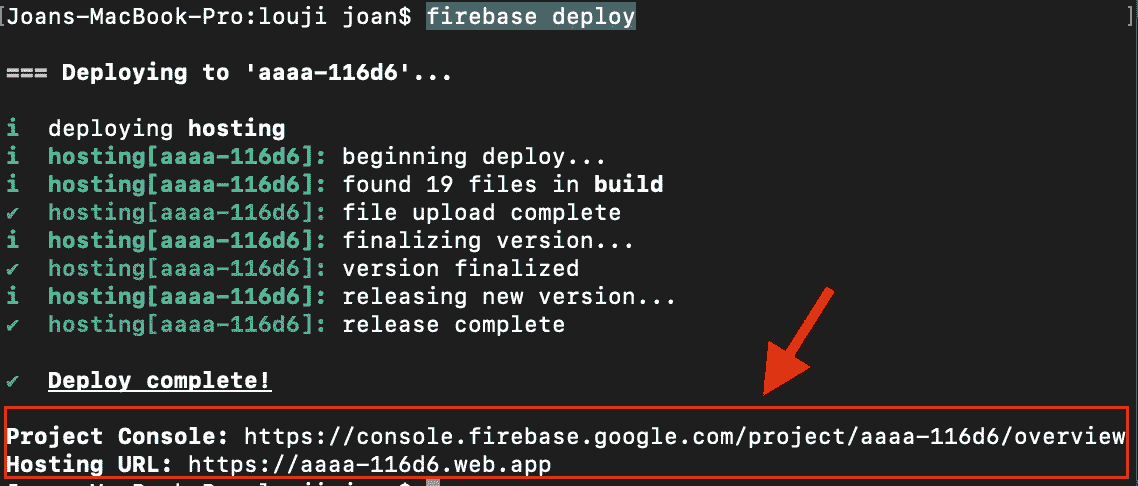 [Joans-MacBook-Pro:louji joan$ firebase deploy ]
=== Deploying to 'aaaa-116d6'...
i deploying hosting
i hosting[aaaa-116d6]: beginning deploy...
i hosting[aaaa-116d6]: found 19 files in build
✔ hosting[aaaa-116d6]: file upload complete
i hosting[aaaa-116d6]: finalizing version...
✔ hosting[aaaa-116d6]: version finalized
i hosting[aaaa-116d6]: releasing new version...
✔ hosting[aaaa-116d6]: release complete
✔ Deploy complete!
Project Console: https://console.firebase.google.com/project/aaaa-116d6/overview
Hosting URL: https://aaaa-116d6.web.app